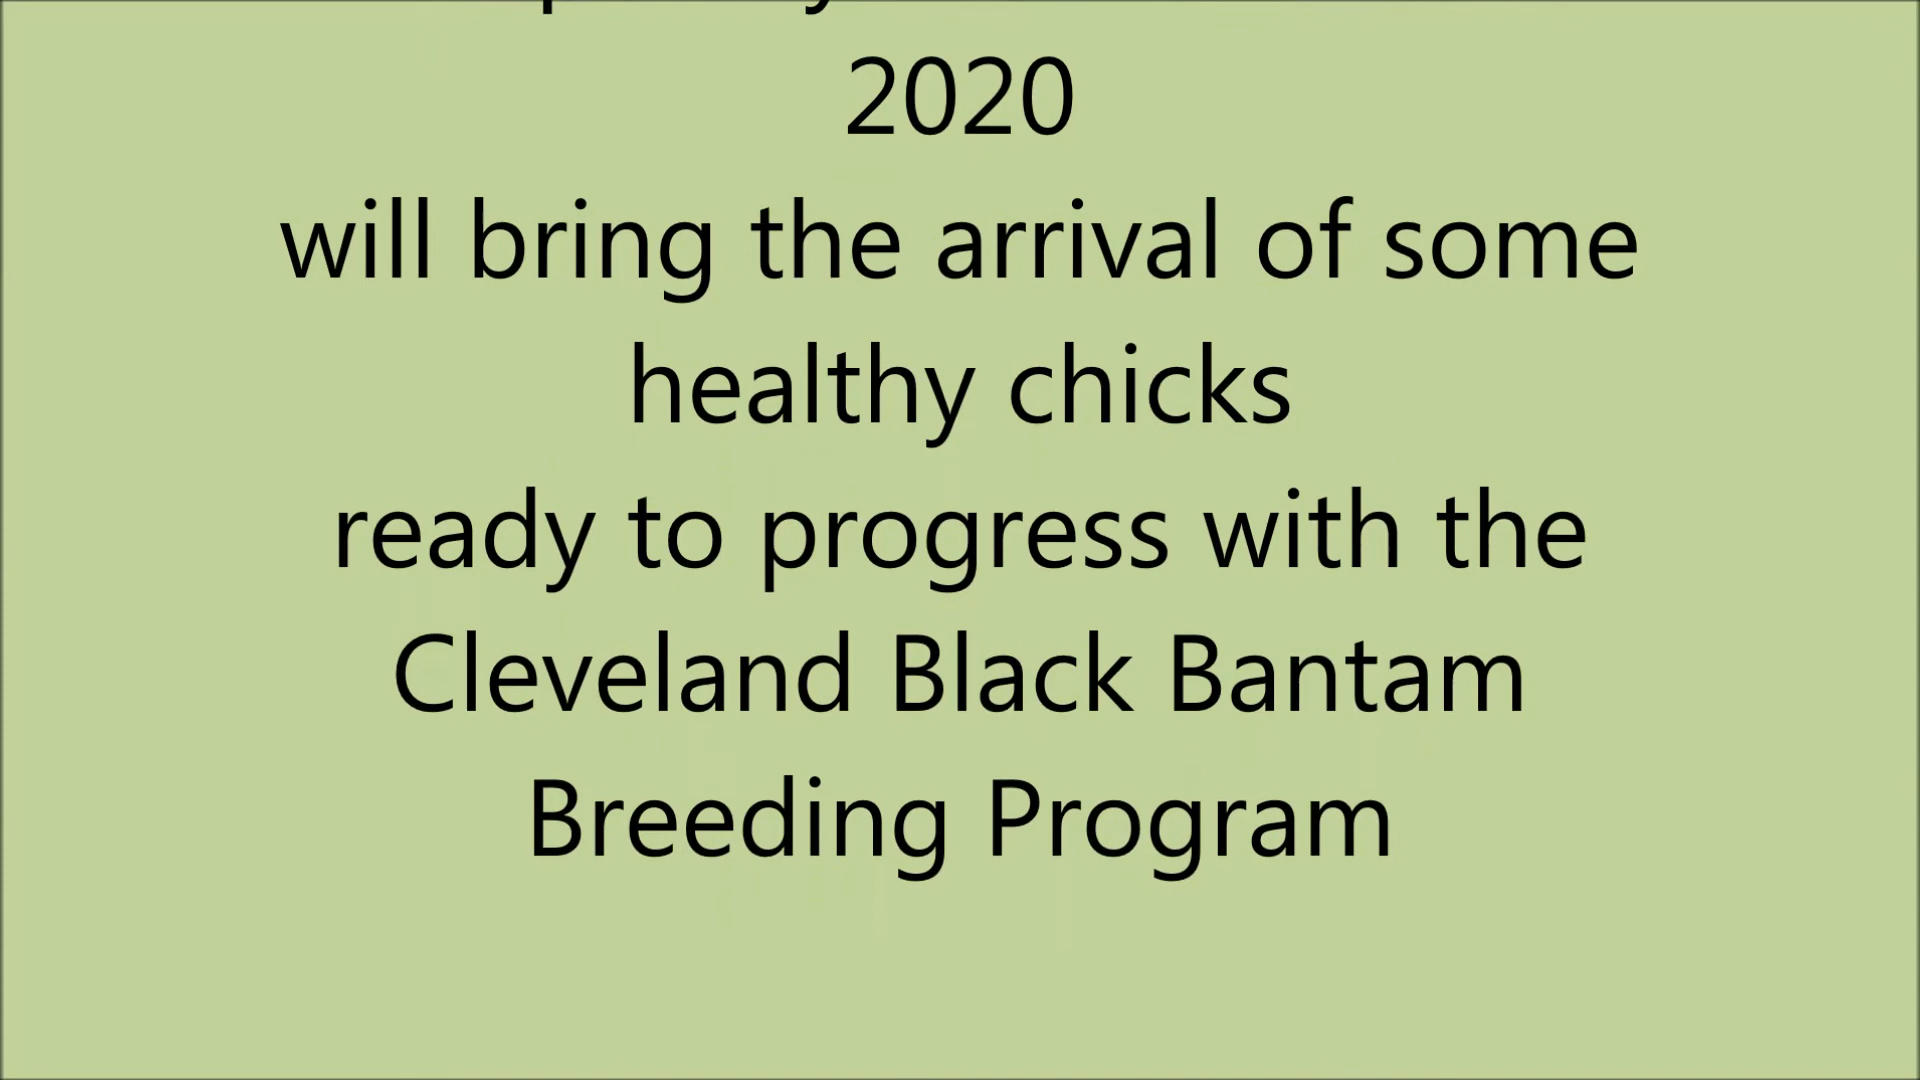 2020
will bring the arrival of some
healthy chicks
ready to progress with the
Cleveland Black Bantam
Breeding Program